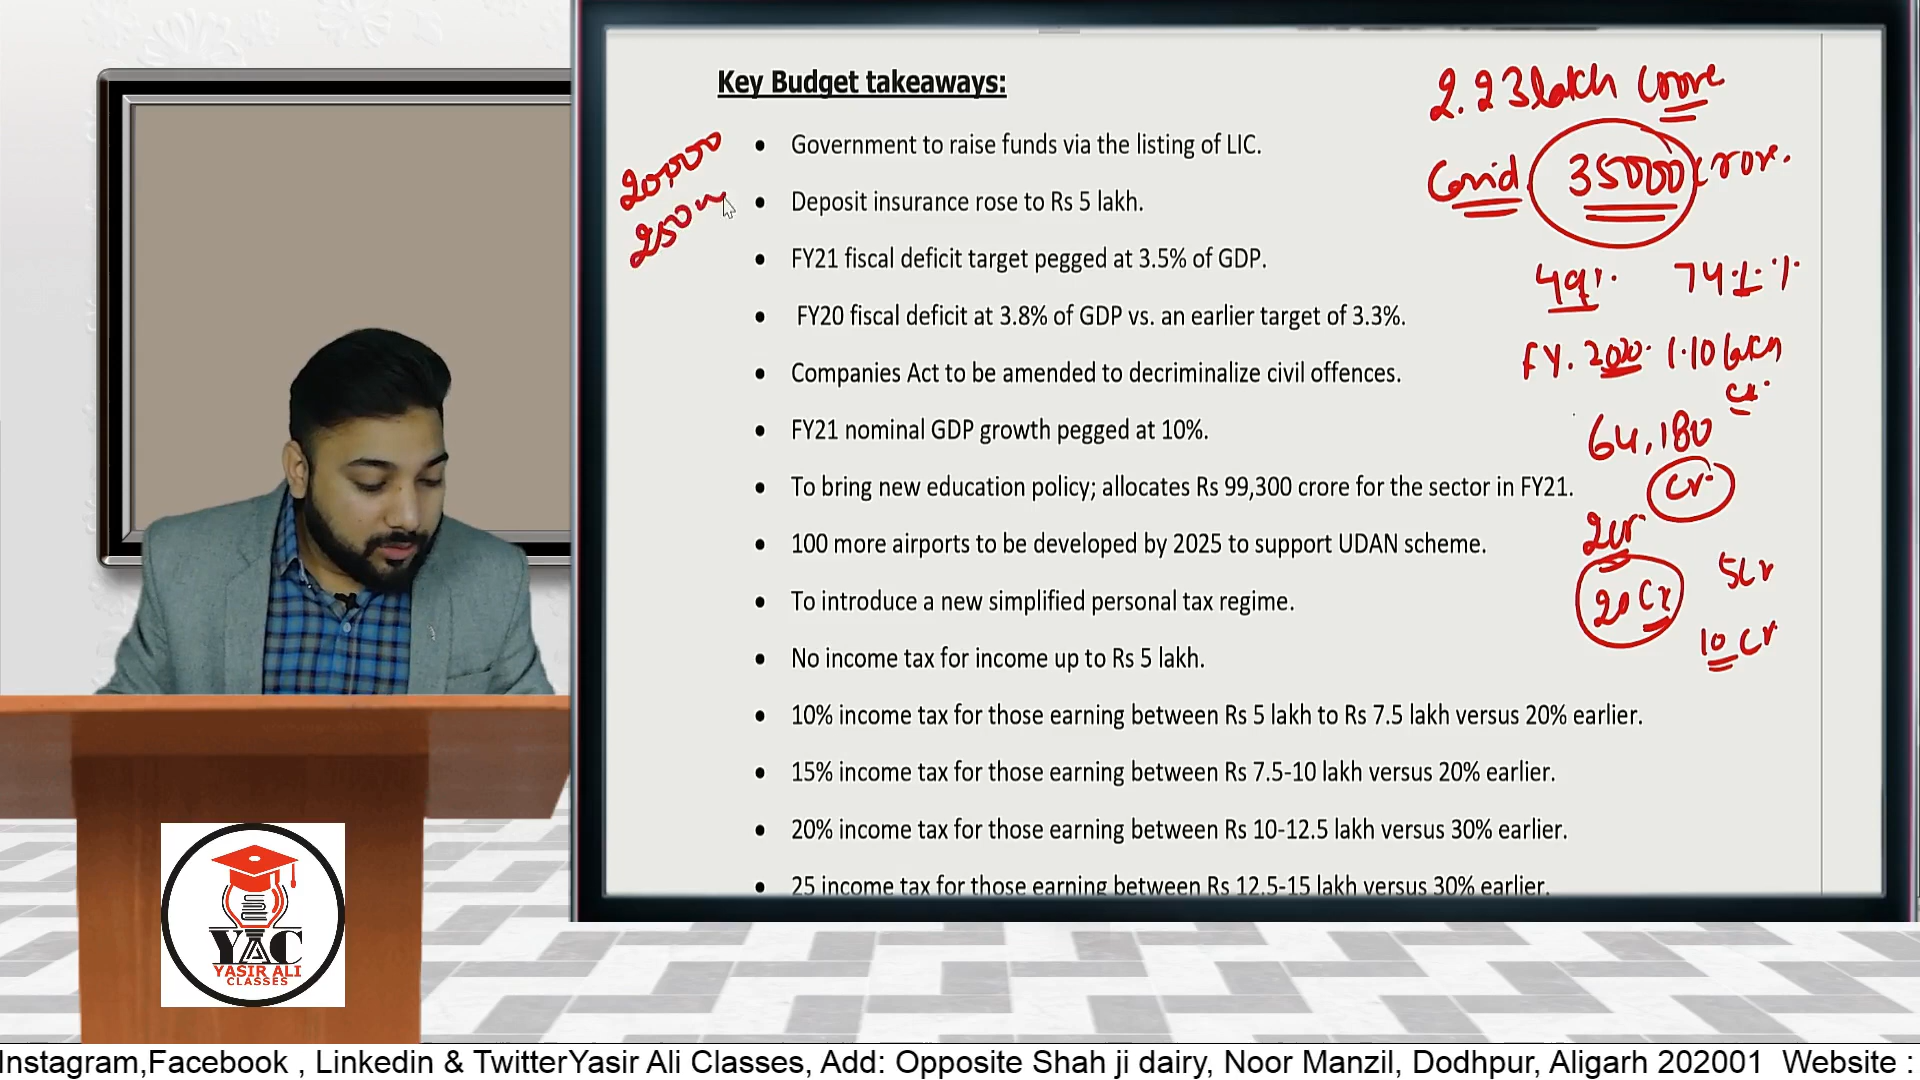 Key Budget takeaways:
2.23 lakh crore
• Government to raise funds via the listing of LIC.
20,000
Covid 35000 crore.
• Deposit insurance rose to Rs 5 lakh.
• FY21 fiscal deficit target pegged at 3.5% of GDP.
49%. 74%
• FY20 fiscal deficit at 3.8% of GDP vs. an earlier target of 3.3%.
FY. 2020. 1.10 lakh
cr.
• Companies Act to be amended to decriminalize civil offences.
• FY21 nominal GDP growth pegged at 10%.
64,180
cr.
• To bring new education policy; allocates Rs 99,300 crore for the sector in FY21.
• 100 more airports to be developed by 2025 to support UDAN scheme.
2cr
5Cr
• To introduce a new simplified personal tax regime.
20 Cr
10 Cr
• No income tax for income up to Rs 5 lakh.
• 10% income tax for those earning between Rs 5 lakh to Rs 7.5 lakh versus 20% earlier.
• 15% income tax for those earning between Rs 7.5-10 lakh versus 20% earlier.
• 20% income tax for those earning between Rs 10-12.5 lakh versus 30% earlier.
• 25 income tax for those earning between Rs 12.5-15 lakh versus 30% earlier.
YAC
YASIR ALI
CLASSES
Instagram,Facebook , Linkedin & TwitterYasir Ali Classes, Add: Opposite Shah ji dairy, Noor Manzil, Dodhpur, Aligarh 202001 Website :